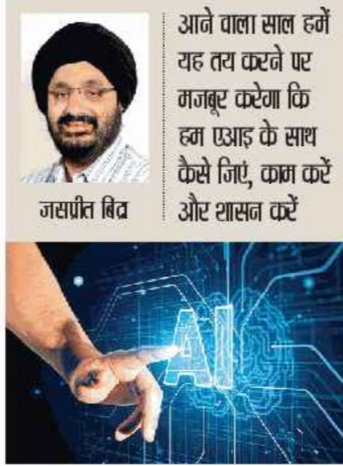 आने वाला साल हमें
यह तय करने पर
मजबूर करेगा कि
हम एआइ के साथ
कैसे जिएं, काम करें
और शासन करें
जसप्रीत बिंद्रा
AI